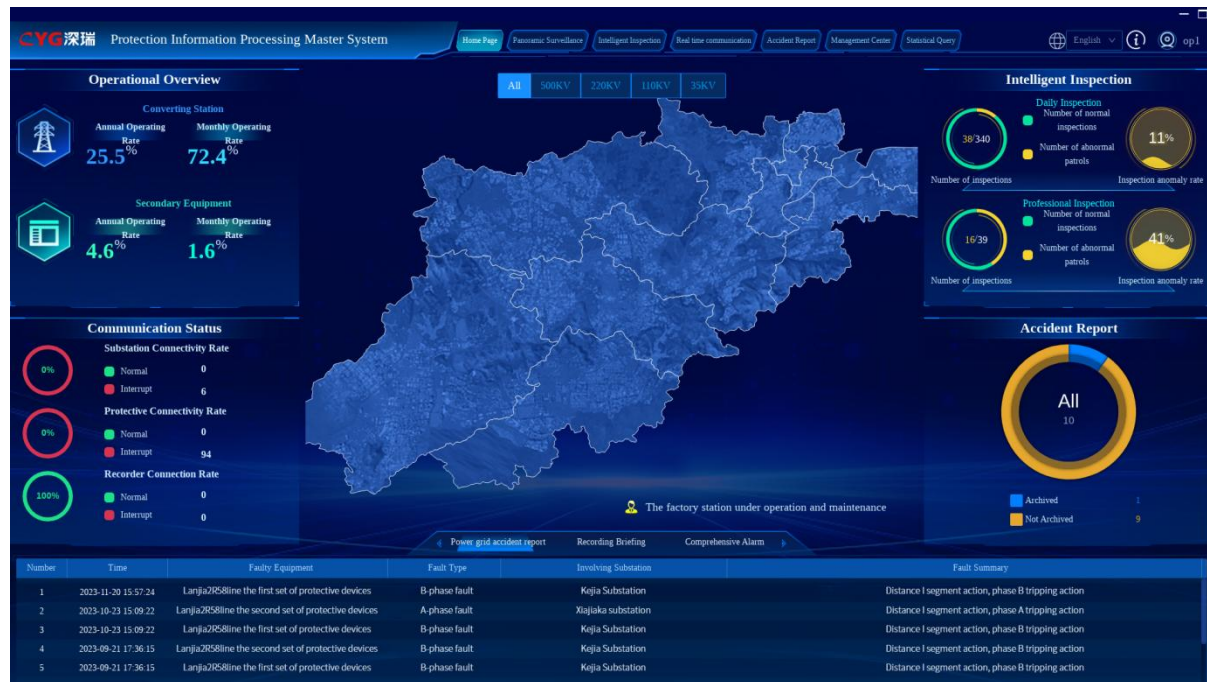 CYG深瑞 Protection Information Processing Master System
Home Page
Panoramic Surveillance
Intelligent Inspection
Real time communication
Accident Report
Management Center
Statistical Query
English
op1
Operational Overview
Converting Station
Annual Operating Rate
25.5%
Monthly Operating Rate
72.4%
Secondary Equipment
Annual Operating Rate
4.6%
Monthly Operating Rate
1.6%
Communication Status
Substation Connectivity Rate
0%
Normal 0
Interrupt 6
Protective Connectivity Rate
0%
Normal 0
Interrupt 94
Recorder Connection Rate
100%
Normal 0
Interrupt 0
All 500KV 220KV 110KV 35KV
The factory station under operation and maintenance
Intelligent Inspection
Daily Inspection
38/340
Number of inspections
Number of normal
inspections
Number of abnormal
patrols
11%
Inspection anomaly rate
Professional Inspection
16/39
Number of inspections
Number of normal
inspections
Number of abnormal
patrols
41%
Inspection anomaly rate
Accident Report
All
10
Archived 1
Not Archived 9
Power grid accident report Recording Briefing Comprehensive Alarm
Number Time Faulty Equipment Fault Type Involving Substation Fault Summary
1 2023-11-20 15:57:24 Lanjia2R58line the first set of protective devices B-phase fault Kejia Substation Distance I segment action, phase B tripping action
2 2023-10-23 15:09:22 Lanjia2R58line the second set of protective devices A-phase fault Xiajiaka substation Distance I segment action, phase A tripping action
3 2023-10-23 15:09:22 Lanjia2R58line the first set of protective devices B-phase fault Kejia Substation Distance I segment action, phase B tripping action
4 2023-09-21 17:36:15 Lanjia2R58line the second set of protective devices B-phase fault Kejia Substation Distance I segment action, phase B tripping action
5 2023-09-21 17:36:15 Lanjia2R58line the first set of protective devices B-phase fault Kejia Substation Distance I segment action, phase B tripping action